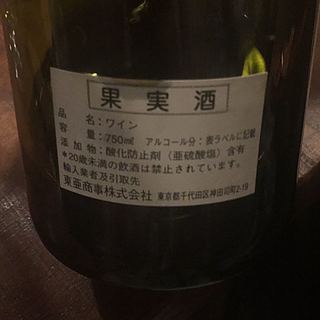 果実酒
品名：ワイン
容量：750㎖ アルコール分：表ラベルに記載
添加物：酸化防止剤（亜硫酸塩）含有
*20歳未満の飲酒は禁止されています。
輸入業者及引取先
東亜商事株式会社 東京都千代田区神田司町2-19